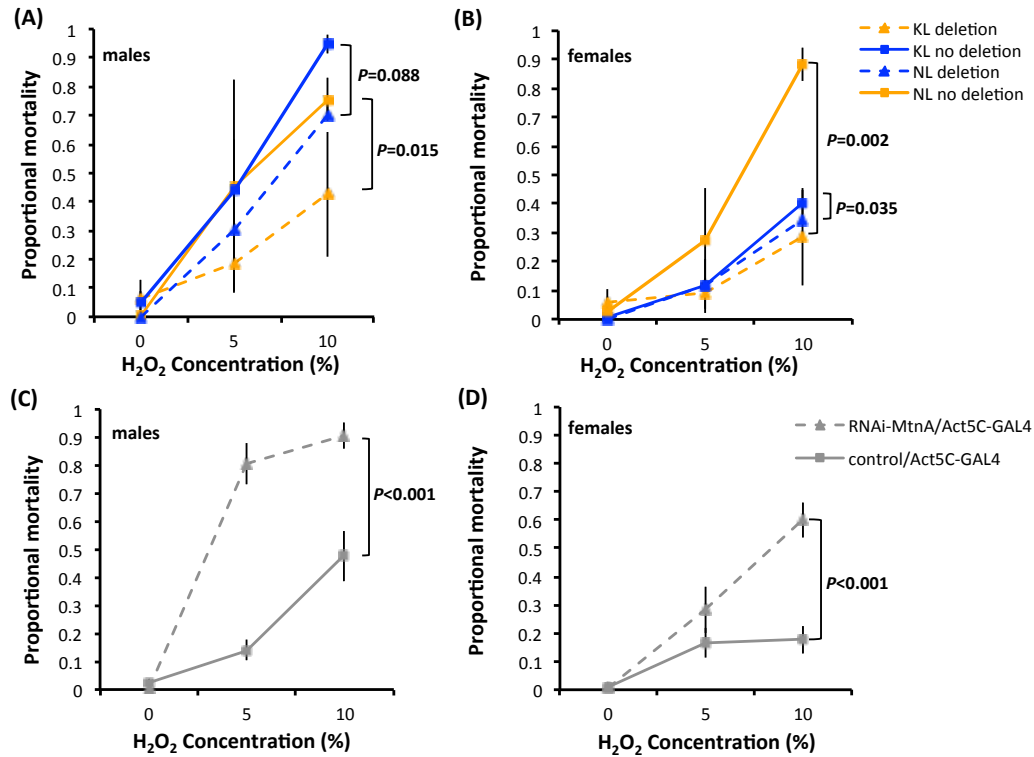 (A)
males
Proportional mortality
1
0.9
0.8
0.7
0.6
0.5
0.4
0.3
0.2
0.1
0
0 5 10
H₂O₂ Concentration (%)
P=0.088
P=0.015
(B)
females
Proportional mortality
1
0.9
0.8
0.7
0.6
0.5
0.4
0.3
0.2
0.1
0
0 5 10
H₂O₂ Concentration (%)
P=0.002
P=0.035
KL deletion
KL no deletion
NL deletion
NL no deletion
(C)
males
Proportional mortality
1
0.9
0.8
0.7
0.6
0.5
0.4
0.3
0.2
0.1
0
0 5 10
H₂O₂ Concentration (%)
P<0.001
(D)
females
Proportional mortality
1
0.9
0.8
0.7
0.6
0.5
0.4
0.3
0.2
0.1
0
0 5 10
H₂O₂ Concentration (%)
P<0.001
RNAi-MtnA/Act5C-GAL4
control/Act5C-GAL4